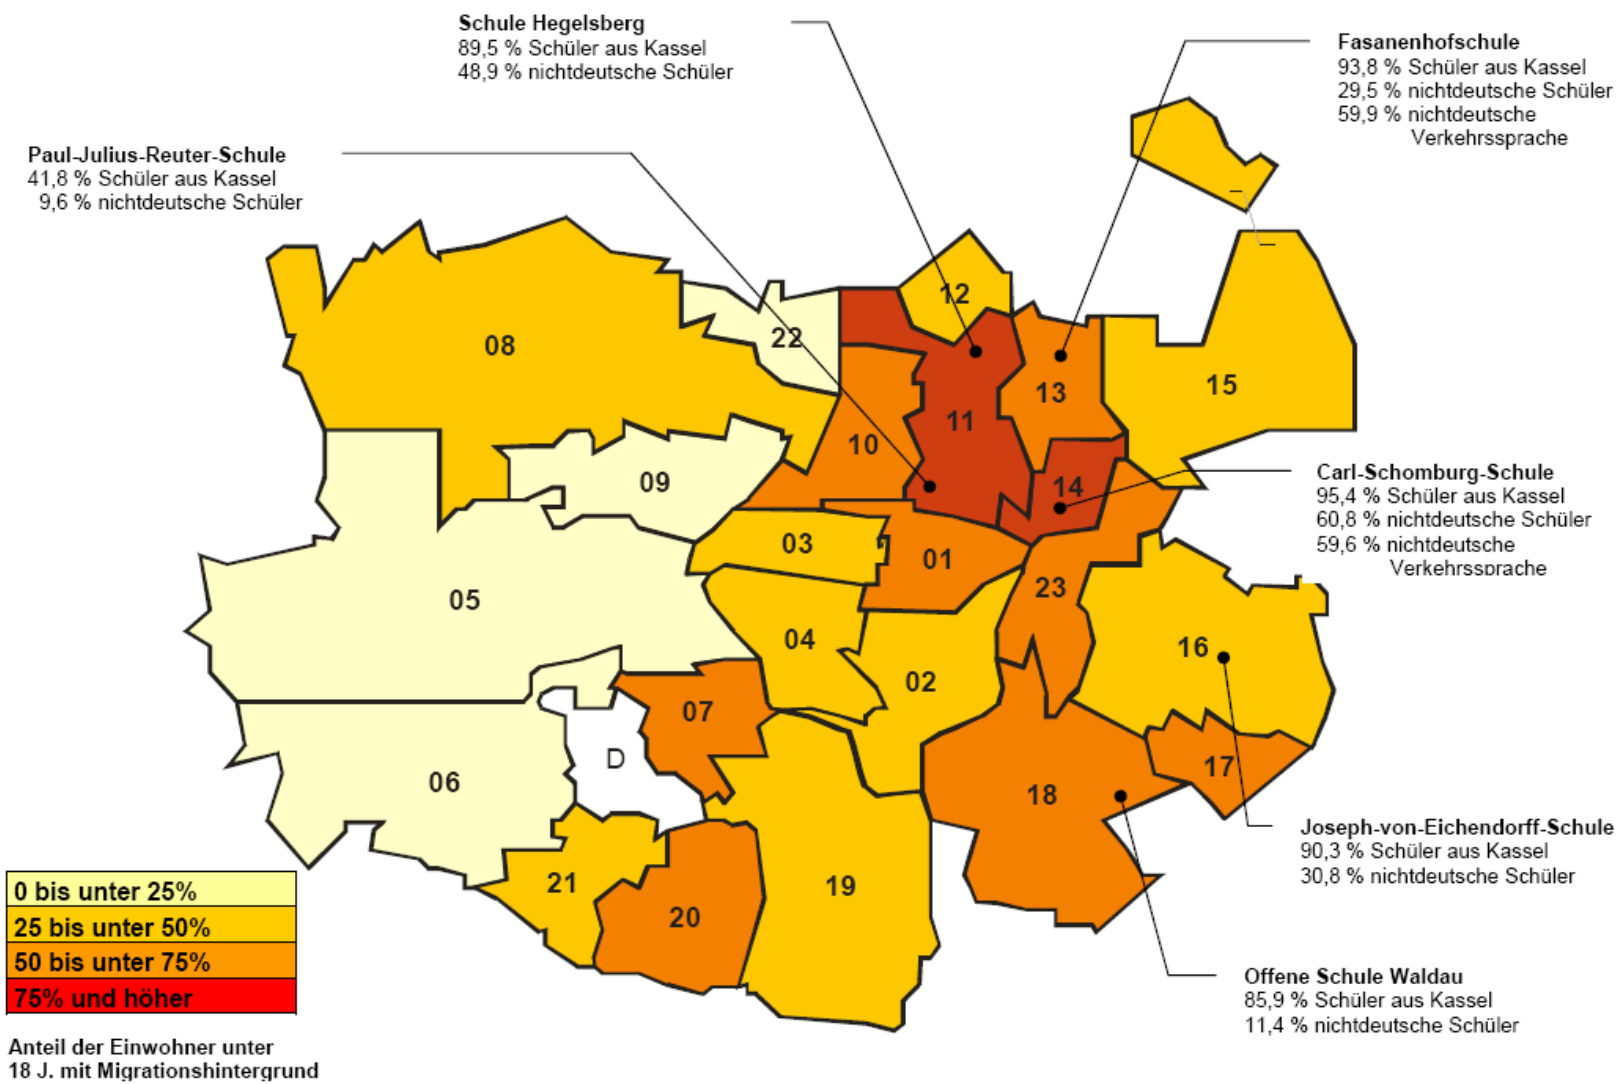 Schule Hegelsberg
89,5 % Schüler aus Kassel
48,9 % nichtdeutsche Schüler
Fasanenhofschule
93,8 % Schüler aus Kassel
29,5 % nichtdeutsche Schüler
59,9 % nichtdeutsche
Verkehrssprache
Paul-Julius-Reuter-Schule
41,8 % Schüler aus Kassel
9,6 % nichtdeutsche Schüler
12
22
08
15
13
11
10
09
14
Carl-Schomburg-Schule
95,4 % Schüler aus Kassel
60,8 % nichtdeutsche Schüler
59,6 % nichtdeutsche
Verkehrssprache
03
01
23
05
04
16
02
07
D
06
18
17
Joseph-von-Eichendorff-Schule
90,3 % Schüler aus Kassel
30,8 % nichtdeutsche Schüler
21
19
20
0 bis unter 25%
25 bis unter 50%
50 bis unter 75%
75% und höher
Offene Schule Waldau
85,9 % Schüler aus Kassel
11,4 % nichtdeutsche Schüler
Anteil der Einwohner unter
18 J. mit Migrationshintergrund